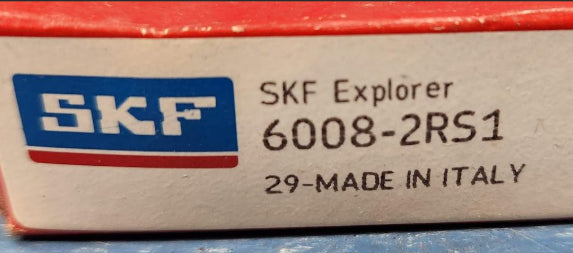 SKF
SKF Explorer
6008-2RS1
29-MADE IN ITALY